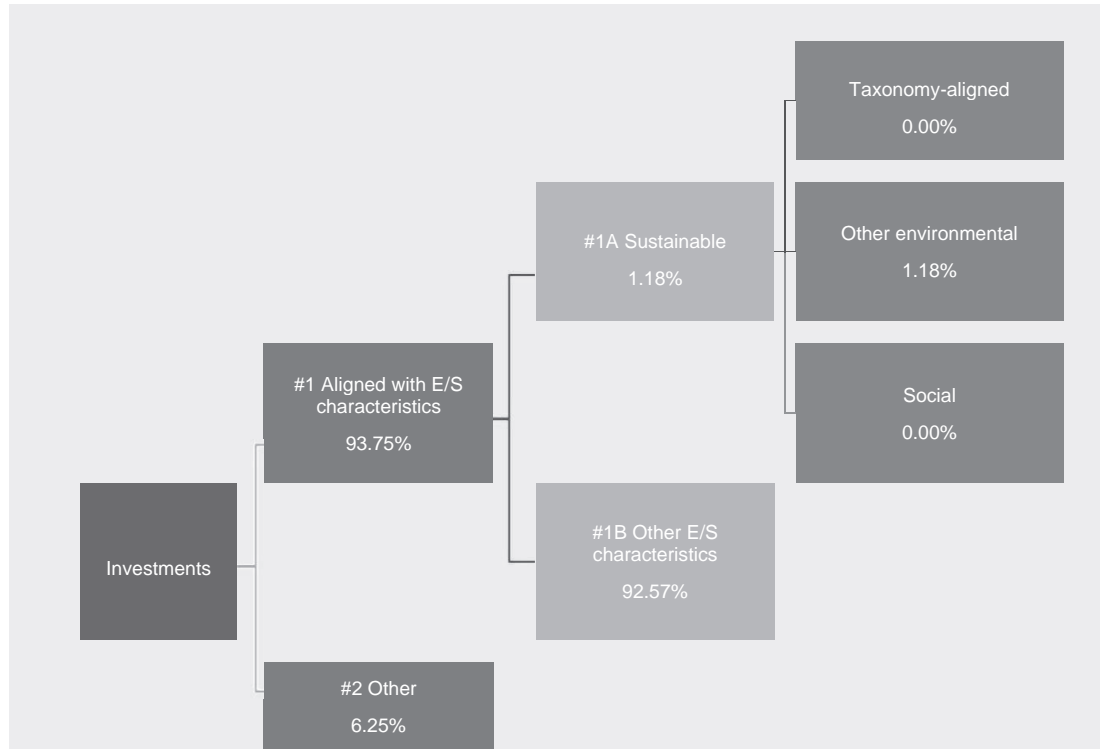 Taxonomy-aligned
0.00%
#1A Sustainable
1.18%
Other environmental
1.18%
#1 Aligned with E/S
characteristics
93.75%
Social
0.00%
Investments
#1B Other E/S
characteristics
92.57%
#2 Other
6.25%